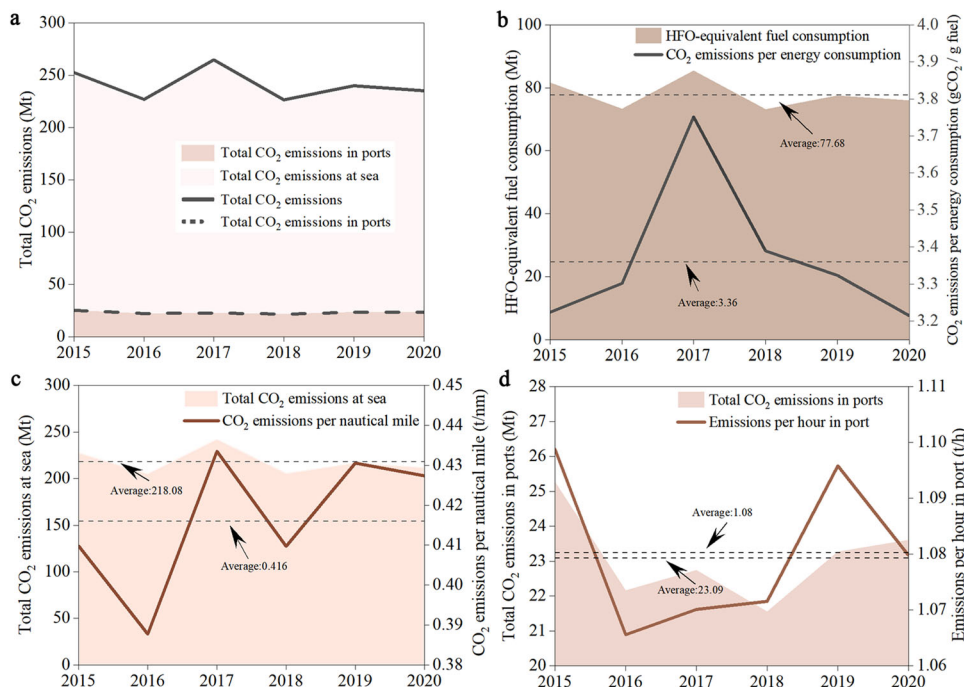 a
Total CO2 emissions (Mt)
300
250
200
150
100
50
0
Total CO2 emissions in ports
Total CO2 emissions at sea
Total CO2 emissions
Total CO2 emissions in ports
2015 2016 2017 2018 2019 2020
b
HFO-equivalent fuel consumption (Mt)
100
80
60
40
20
0
HFO-equivalent fuel consumption
CO2 emissions per energy consumption
Average:77.68
Average:3.36
4.0
3.9
3.8
3.7
3.6
3.5
3.4
3.3
3.2
CO2 emissions per energy consumption (gCO2 / g fuel)
2015 2016 2017 2018 2019 2020
c
Total CO2 emissions at sea (Mt)
300
250
200
150
100
50
0
Total CO2 emissions at sea
CO2 emissions per nautical mile
Average:218.08
Average:0.416
0.45
0.44
0.43
0.42
0.41
0.40
0.39
0.38
CO2 emissions per nautical mile (t/nm)
2015 2016 2017 2018 2019 2020
d
Total CO2 emissions in ports (Mt)
28
27
26
25
24
23
22
21
20
Total CO2 emissions in ports
Emissions per hour in port
Average:1.08
Average:23.09
1.11
1.10
1.09
1.08
1.07
1.06
Emissions per hour in port (t/h)
2015 2016 2017 2018 2019 2020